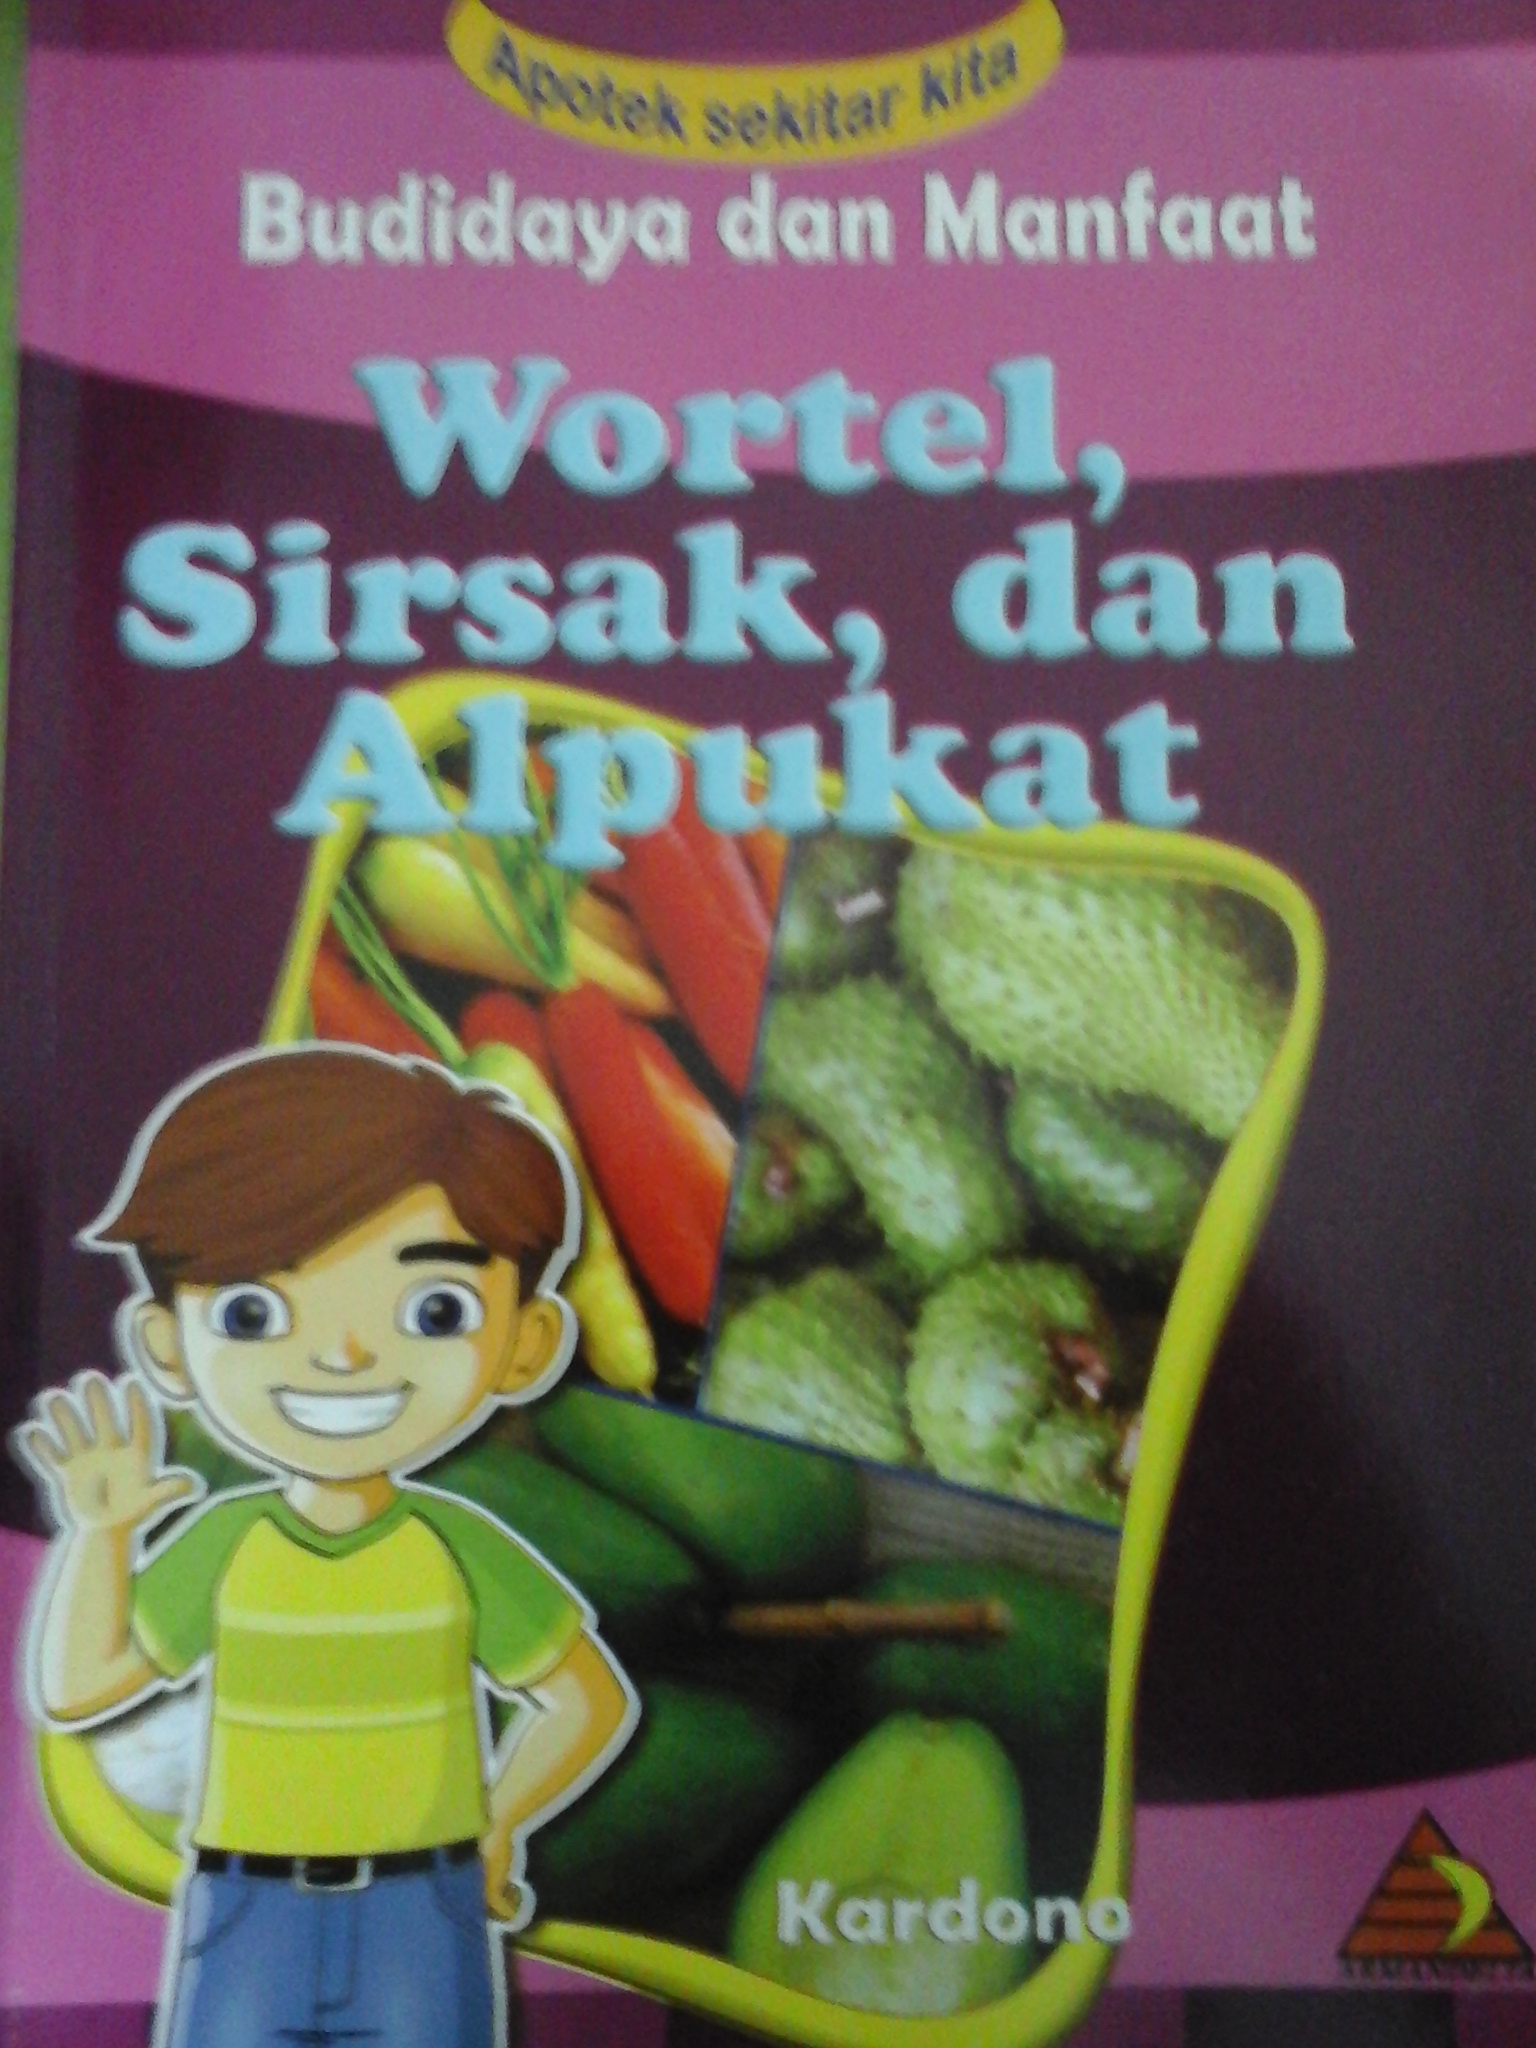 Apotek sekitar kita
Budidaya dan Manfaat
Wortel,
Sirsak, dan
Alpukat
Kardono